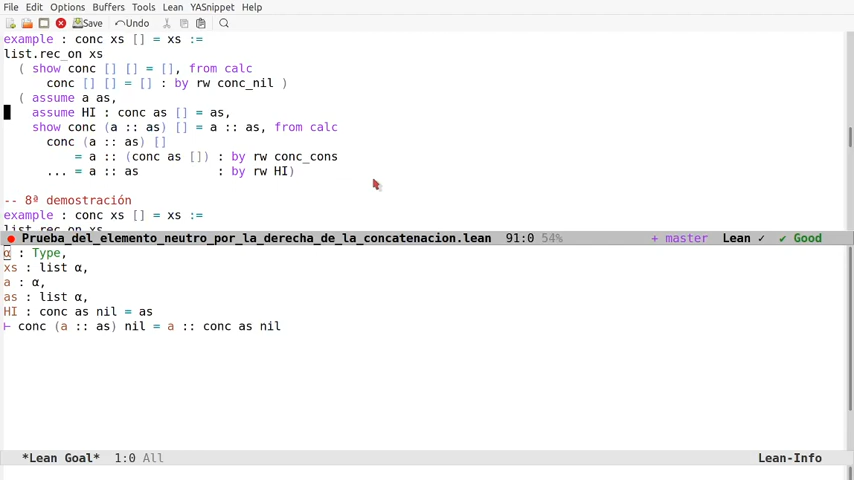 File Edit Options Buffers Tools Lean YASnippet Help
Save Undo
example : conc xs [] = xs :=
list.rec_on xs
( show conc [] [] = [], from calc
conc [] [] = [] : by rw conc_nil )
( assume a as,
assume HI : conc as [] = as,
show conc (a :: as) [] = a :: as, from calc
conc (a :: as) []
= a :: (conc as []) : by rw conc_cons
... = a :: as : by rw HI)
-- 8ª demostración
example : conc xs [] = xs :=
list.rec_on xs
Prueba_del_elemento_neutro_por_la_derecha_de_la_concatenacion.lean 91:0 54% + master Lean ✓ ✔ Good
α : Type,
xs : list α,
a : α,
as : list α,
HI : conc as nil = as
⊢ conc (a :: as) nil = a :: conc as nil
*Lean Goal* 1:0 All Lean-Info